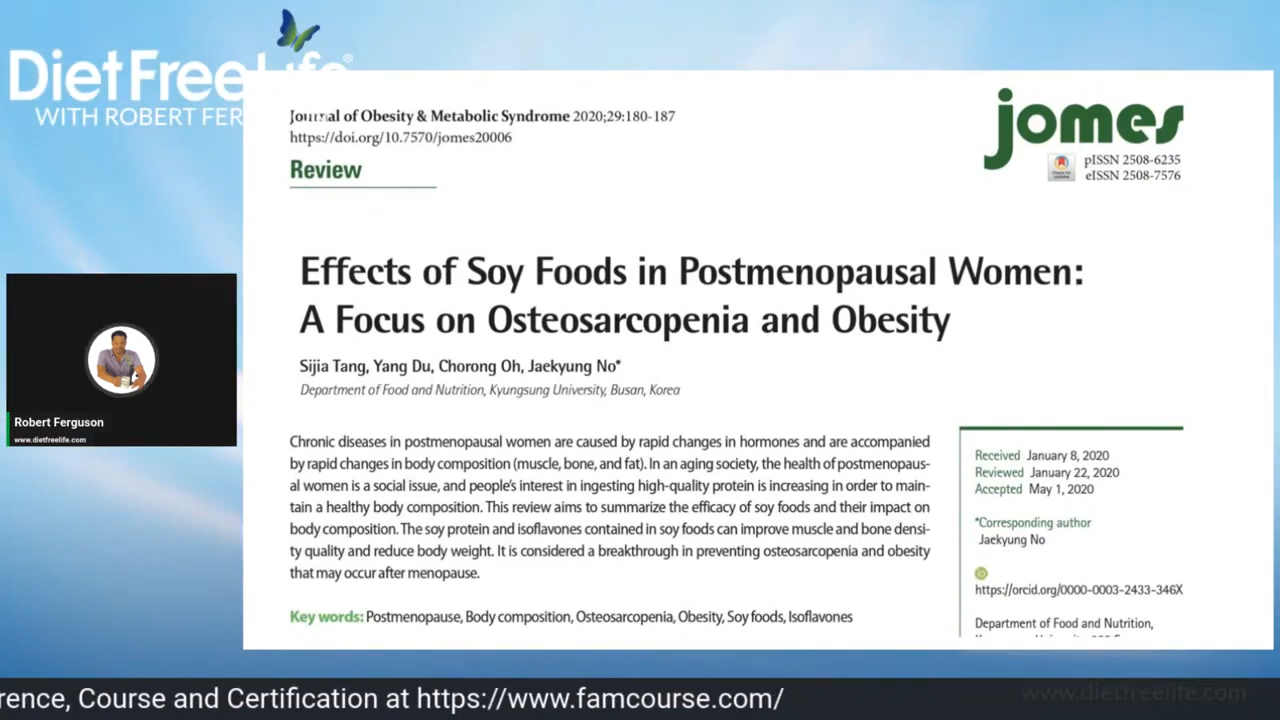 DietFreeLife®
WITH ROBERT FER
Journal of Obesity & Metabolic Syndrome 2020;29:180-187
https://doi.org/10.7570/jomes20006
Review
jomes
pISSN 2508-6235
eISSN 2508-7576
Effects of Soy Foods in Postmenopausal Women:
A Focus on Osteosarcopenia and Obesity
Sijia Tang, Yang Du, Chorong Oh, Jaekyung No*
Department of Food and Nutrition, Kyungsung University, Busan, Korea
Chronic diseases in postmenopausal women are caused by rapid changes in hormones and are accompanied
by rapid changes in body composition (muscle, bone, and fat). In an aging society, the health of postmenopaus-
al women is a social issue, and people's interest in ingesting high-quality protein is increasing in order to main-
tain a healthy body composition. This review aims to summarize the efficacy of soy foods and their impact on
body composition. The soy protein and isoflavones contained in soy foods can improve muscle and bone densi-
ty quality and reduce body weight. It is considered a breakthrough in preventing osteosarcopenia and obesity
that may occur after menopause.
Key words: Postmenopause, Body composition, Osteosarcopenia, Obesity, Soy foods, Isoflavones
Received January 8, 2020
Reviewed January 22, 2020
Accepted May 1, 2020
*Corresponding author
Jaekyung No
https://orcid.org/0000-0003-2433-346X
Department of Food and Nutrition,
Robert Ferguson
www.dietfreelife.com
rence, Course and Certification at https://www.famcourse.com/
www.dietfreelife.com